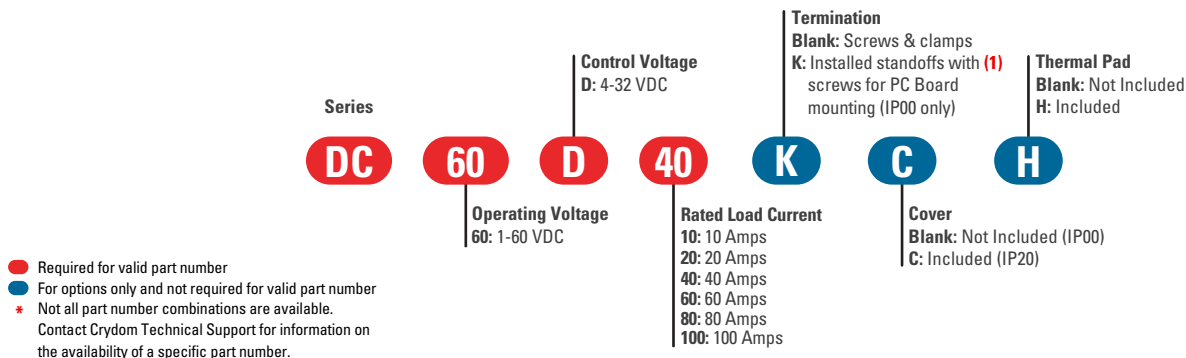 Termination
Blank: Screws & clamps
K: Installed standoffs with (1)
screws for PC Board
mounting (IP00 only)
Control Voltage
D: 4-32 VDC
Thermal Pad
Blank: Not Included
H: Included
Series
DC 60 D 40 K C H
Operating Voltage
60: 1-60 VDC
Rated Load Current
10: 10 Amps
20: 20 Amps
40: 40 Amps
60: 60 Amps
80: 80 Amps
100: 100 Amps
Cover
Blank: Not Included (IP00)
C: Included (IP20)
Required for valid part number
For options only and not required for valid part number
* Not all part number combinations are available.
Contact Crydom Technical Support for information on
the availability of a specific part number.